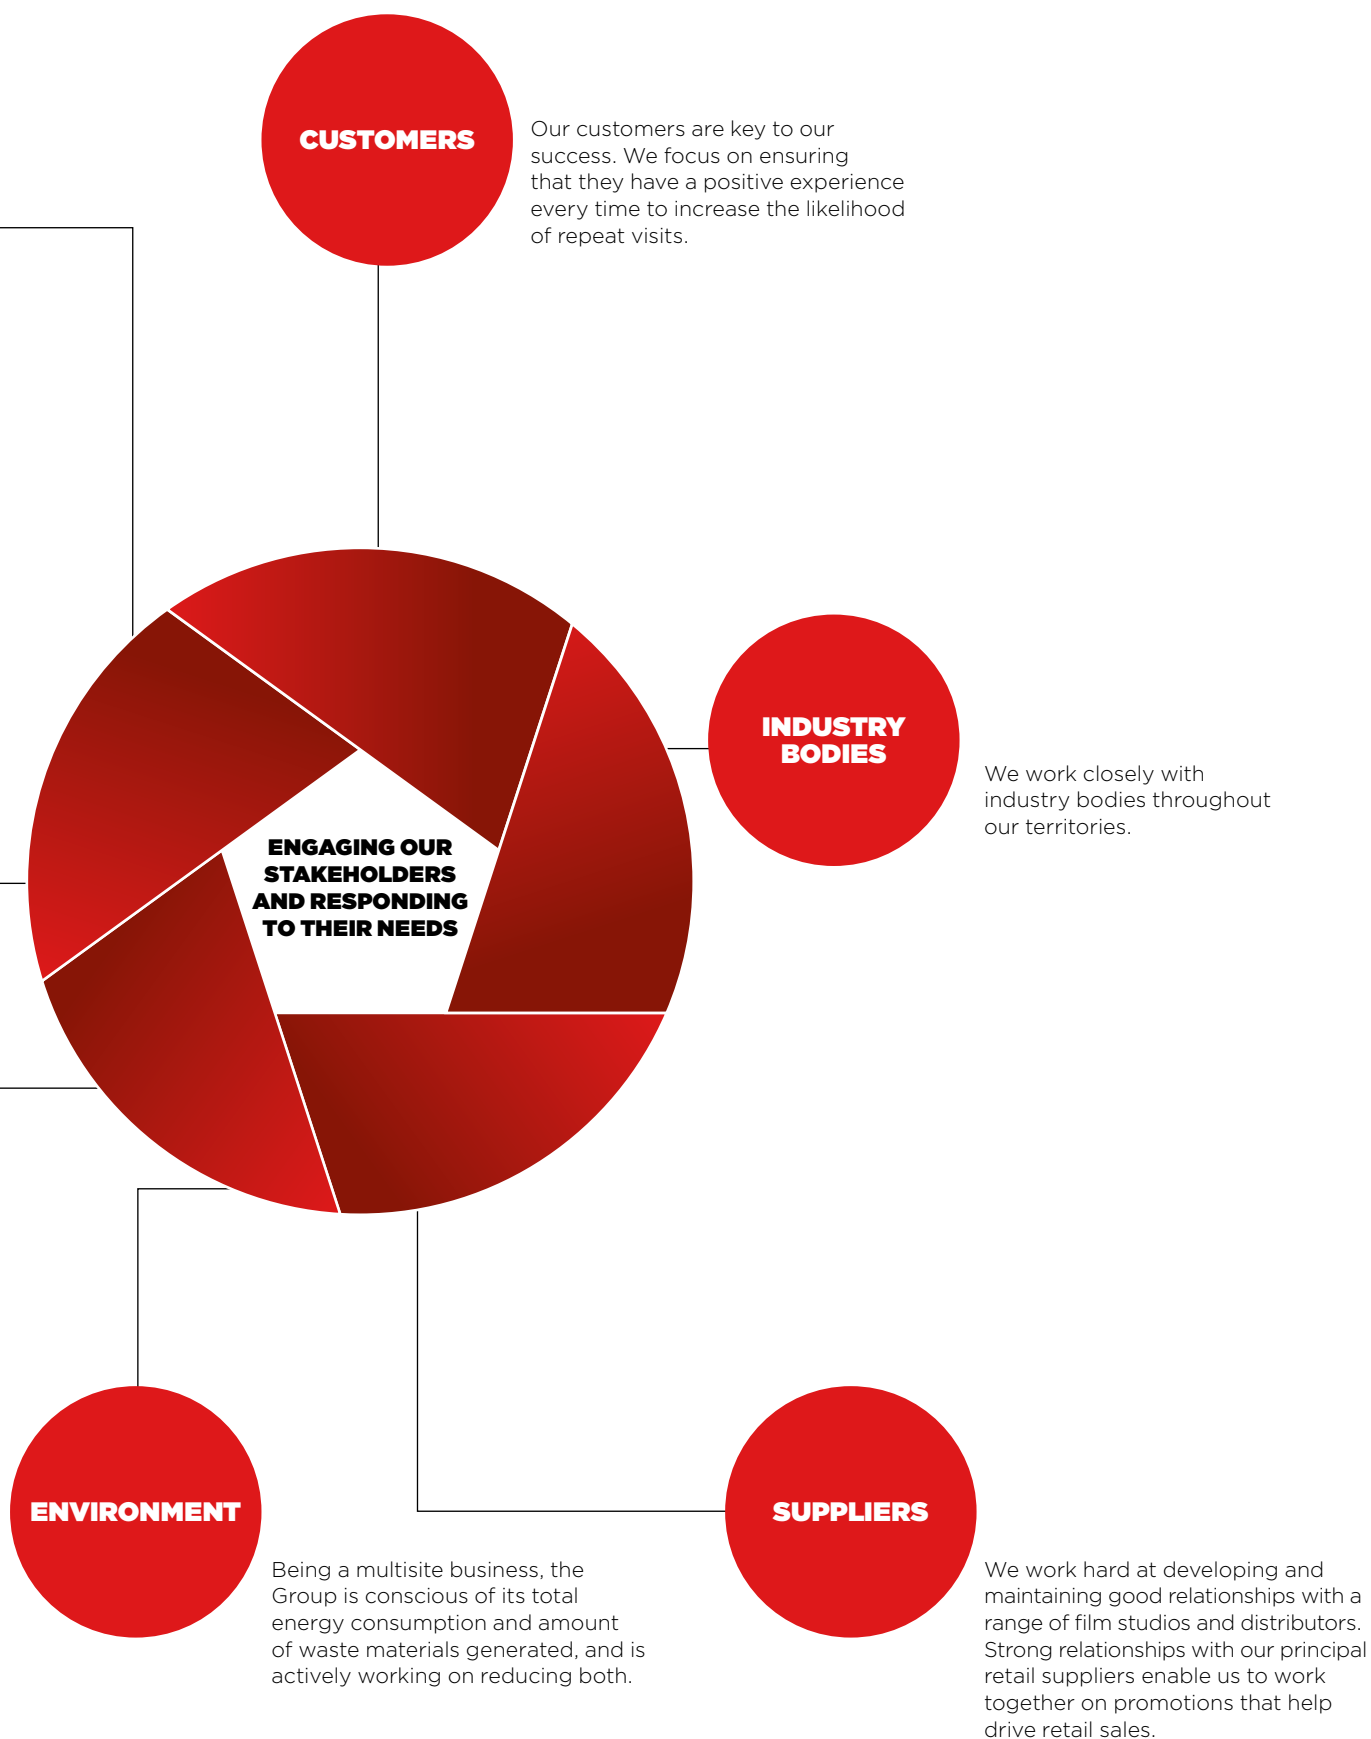 CUSTOMERS
Our customers are key to our
success. We focus on ensuring
that they have a positive experience
every time to increase the likelihood
of repeat visits.
INDUSTRY
BODIES
We work closely with
industry bodies throughout
our territories.
ENGAGING OUR
STAKEHOLDERS
AND RESPONDING
TO THEIR NEEDS
ENVIRONMENT
Being a multisite business, the
Group is conscious of its total
energy consumption and amount
of waste materials generated, and is
actively working on reducing both.
SUPPLIERS
We work hard at developing and
maintaining good relationships with a
range of film studios and distributors.
Strong relationships with our principal
retail suppliers enable us to work
together on promotions that help
drive retail sales.